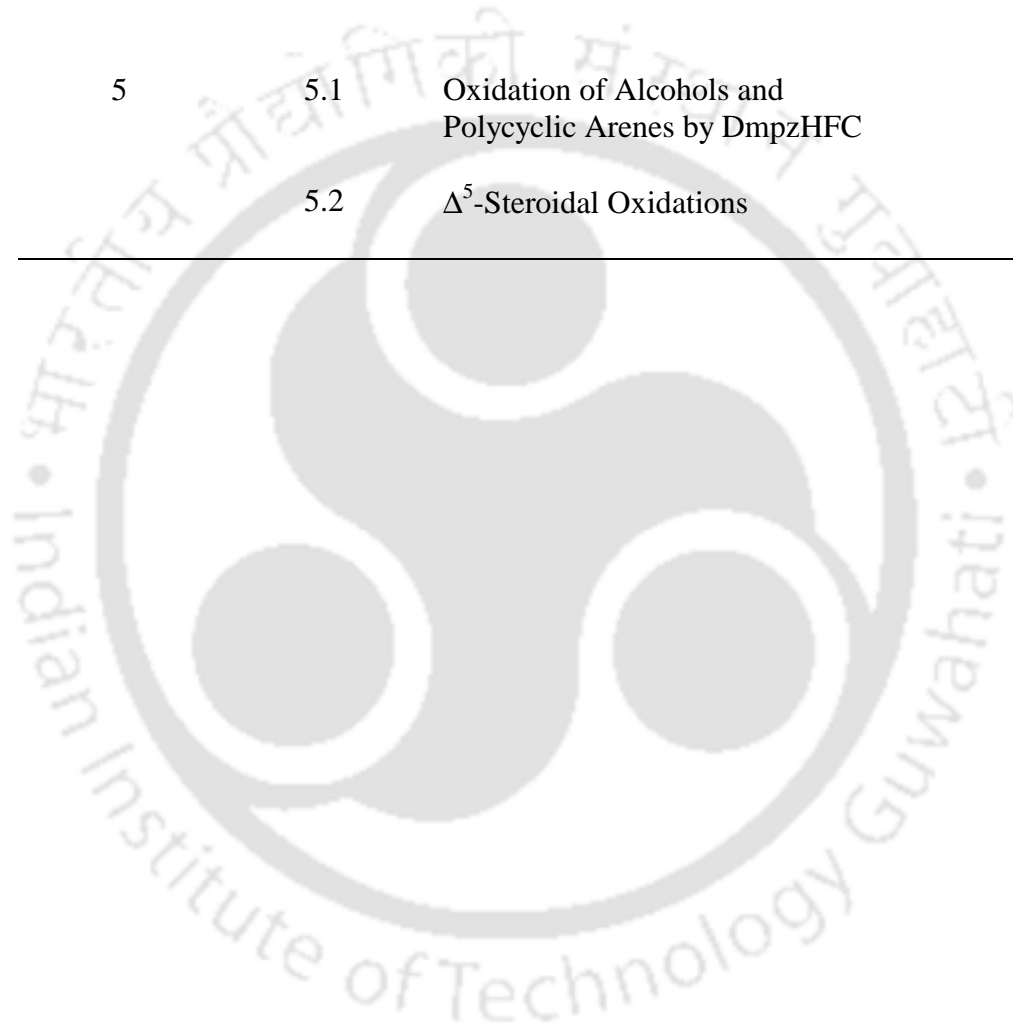 5 5.1 Oxidation of Alcohols and
Polycyclic Arenes by DmpzHFC
5.2 Δ⁵-Steroidal Oxidations
भारतीय प्रौद्योगिकी संस्थान गुवाहाटी
Indian Institute of Technology Guwahati